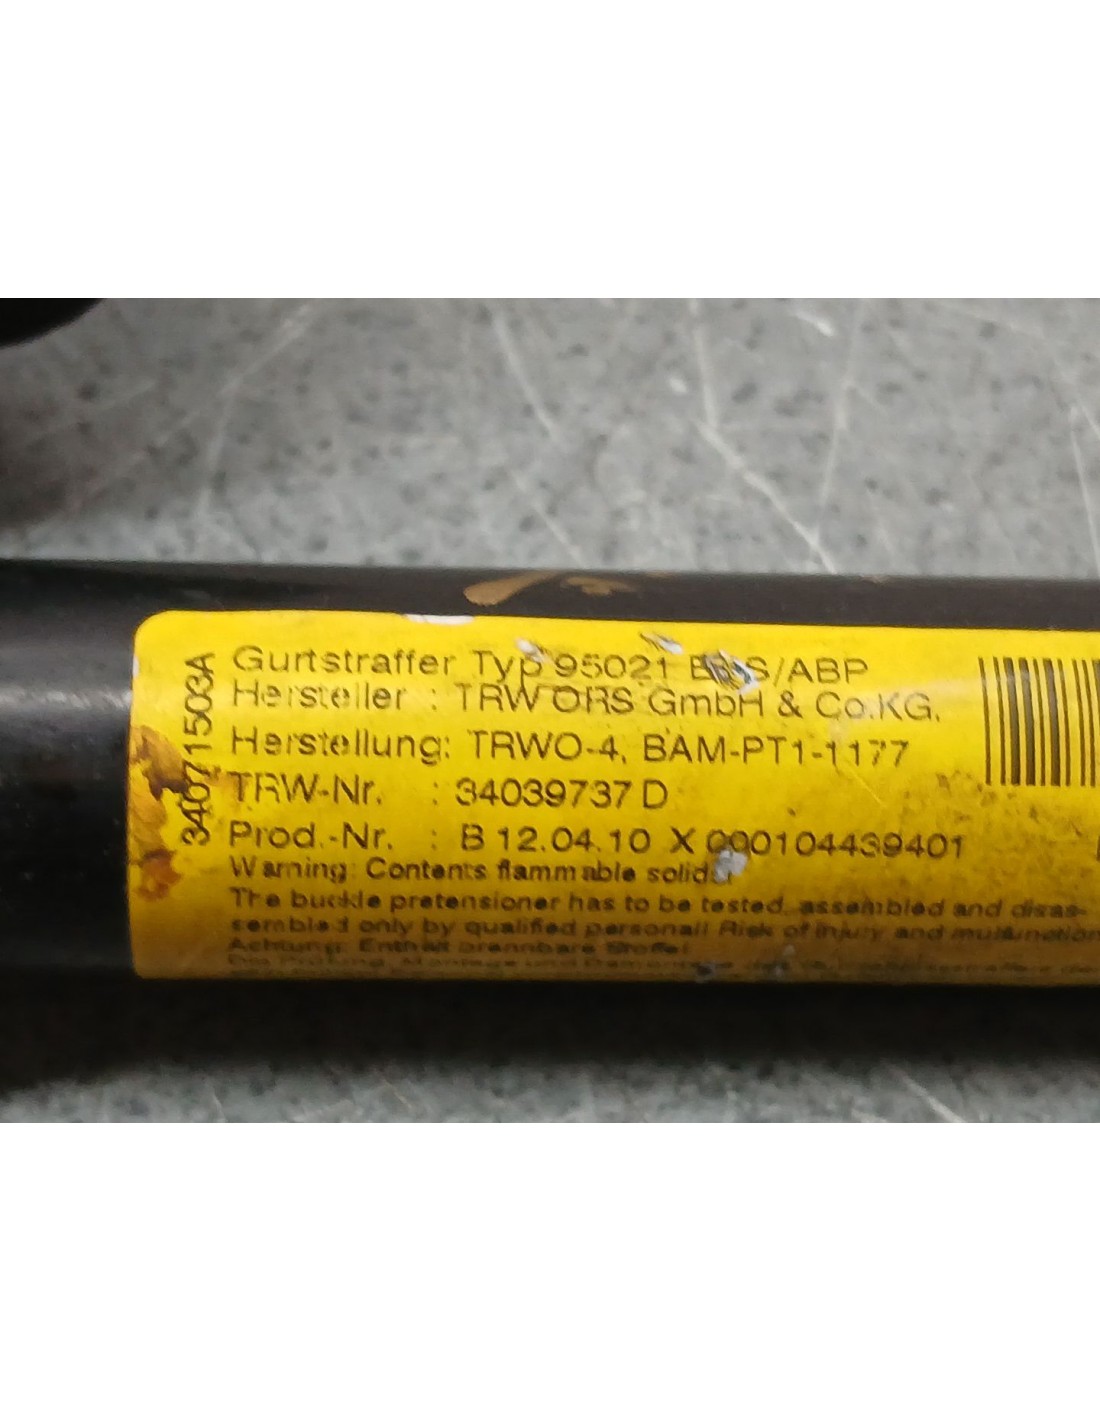 34071503A
Gurtstraffer Typ 95021 S/ABP
Hersteller : TRW ORS GmbH & Co.KG.
Herstellung: TRWO-4, BAM-PT1-1177
TRW-Nr. : 34039737 D
Prod.-Nr. : B 12.04.10 X 000104439401
Warning: Contents flammable solids!
The buckle pretensioner has to be tested, assembled and disas-
sembled only by qualified personal! Risk of injury and malfunction
Achtung: Enthält brennbare Stoffe!